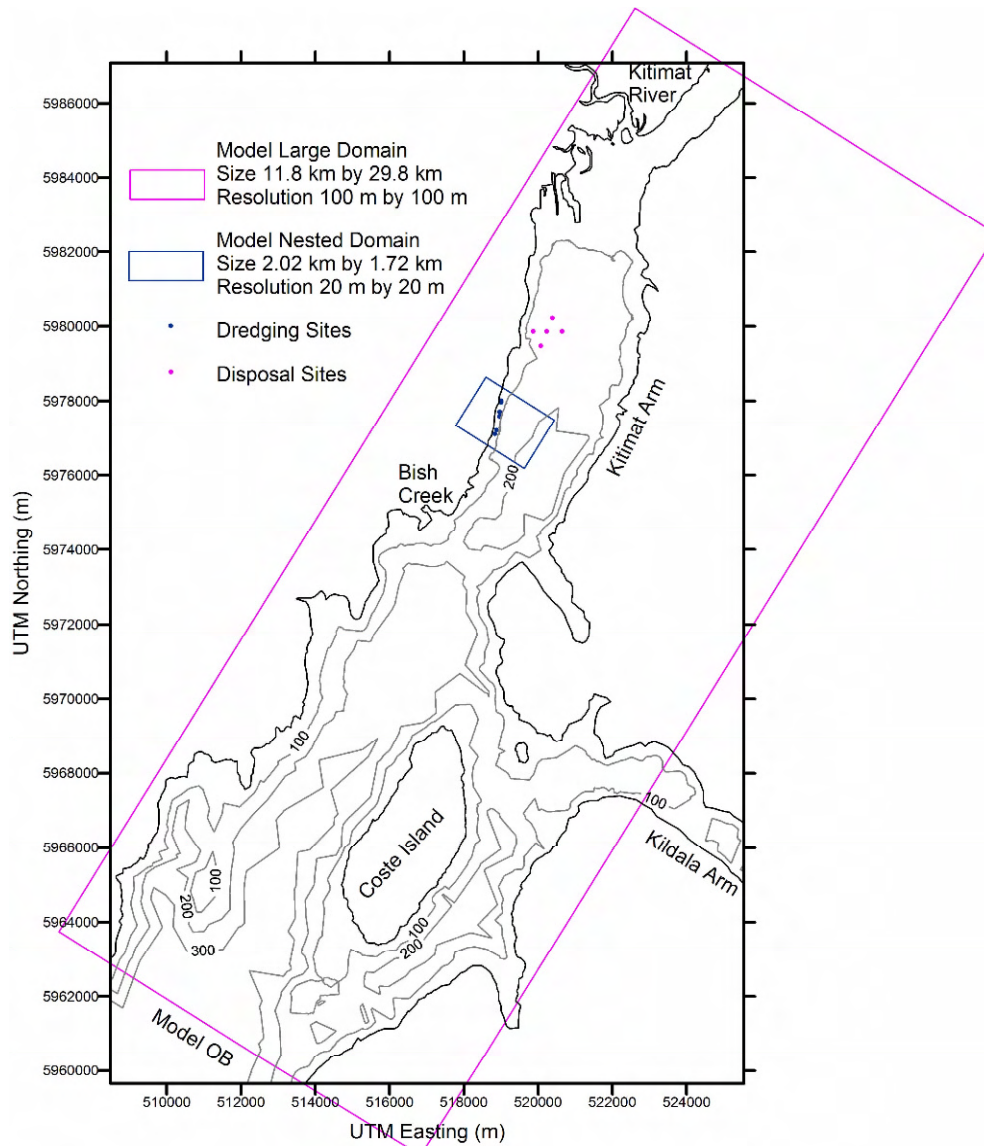 Kitimat
River
5986000
5984000
5982000
5980000
5978000
5976000
5974000
5972000
5970000
5968000
5966000
5964000
5962000
5960000
UTM Northing (m)
Model Large Domain
Size 11.8 km by 29.8 km
Resolution 100 m by 100 m
Model Nested Domain
Size 2.02 km by 1.72 km
Resolution 20 m by 20 m
Dredging Sites
Disposal Sites
Kitimat Arm
Bish
Creek
200
100
100
Kildala Arm
Coste Island
100
200
300
100
200
Model OB
510000
512000
514000
516000
518000
520000
522000
524000
UTM Easting (m)